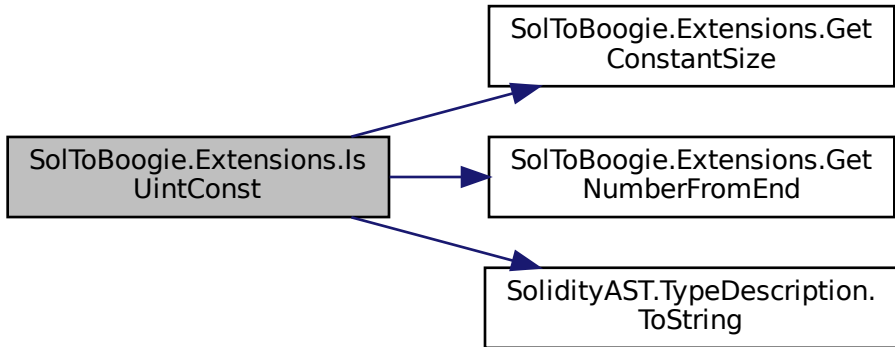 SolToBoogie.Extensions.Get
ConstantSize
SolToBoogie.Extensions.Is
UintConst
SolToBoogie.Extensions.Get
NumberFromEnd
SolidityAST.TypeDescription.
ToString